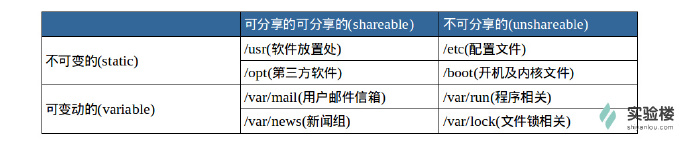 可分享的可分享的(shareable) 不可分享的(unshareable)
不可变的(static) /usr(软件放置处) /etc(配置文件)
/opt(第三方软件) /boot(开机及内核文件)
可变动的(variable) /var/mail(用户邮件信箱) /var/run(程序相关)
/var/news(新闻组) /var/lock(文件锁相关)
实验楼
shiyanlou.com